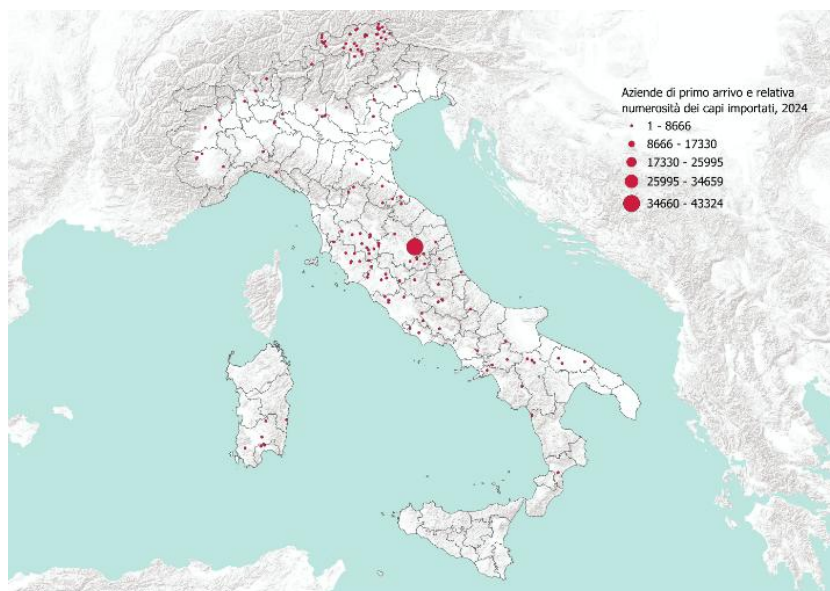 Aziende di primo arrivo e relativa
numerosità dei capi importati, 2024
1 - 8666
8666 - 17330
17330 - 25995
25995 - 34659
34660 - 43324